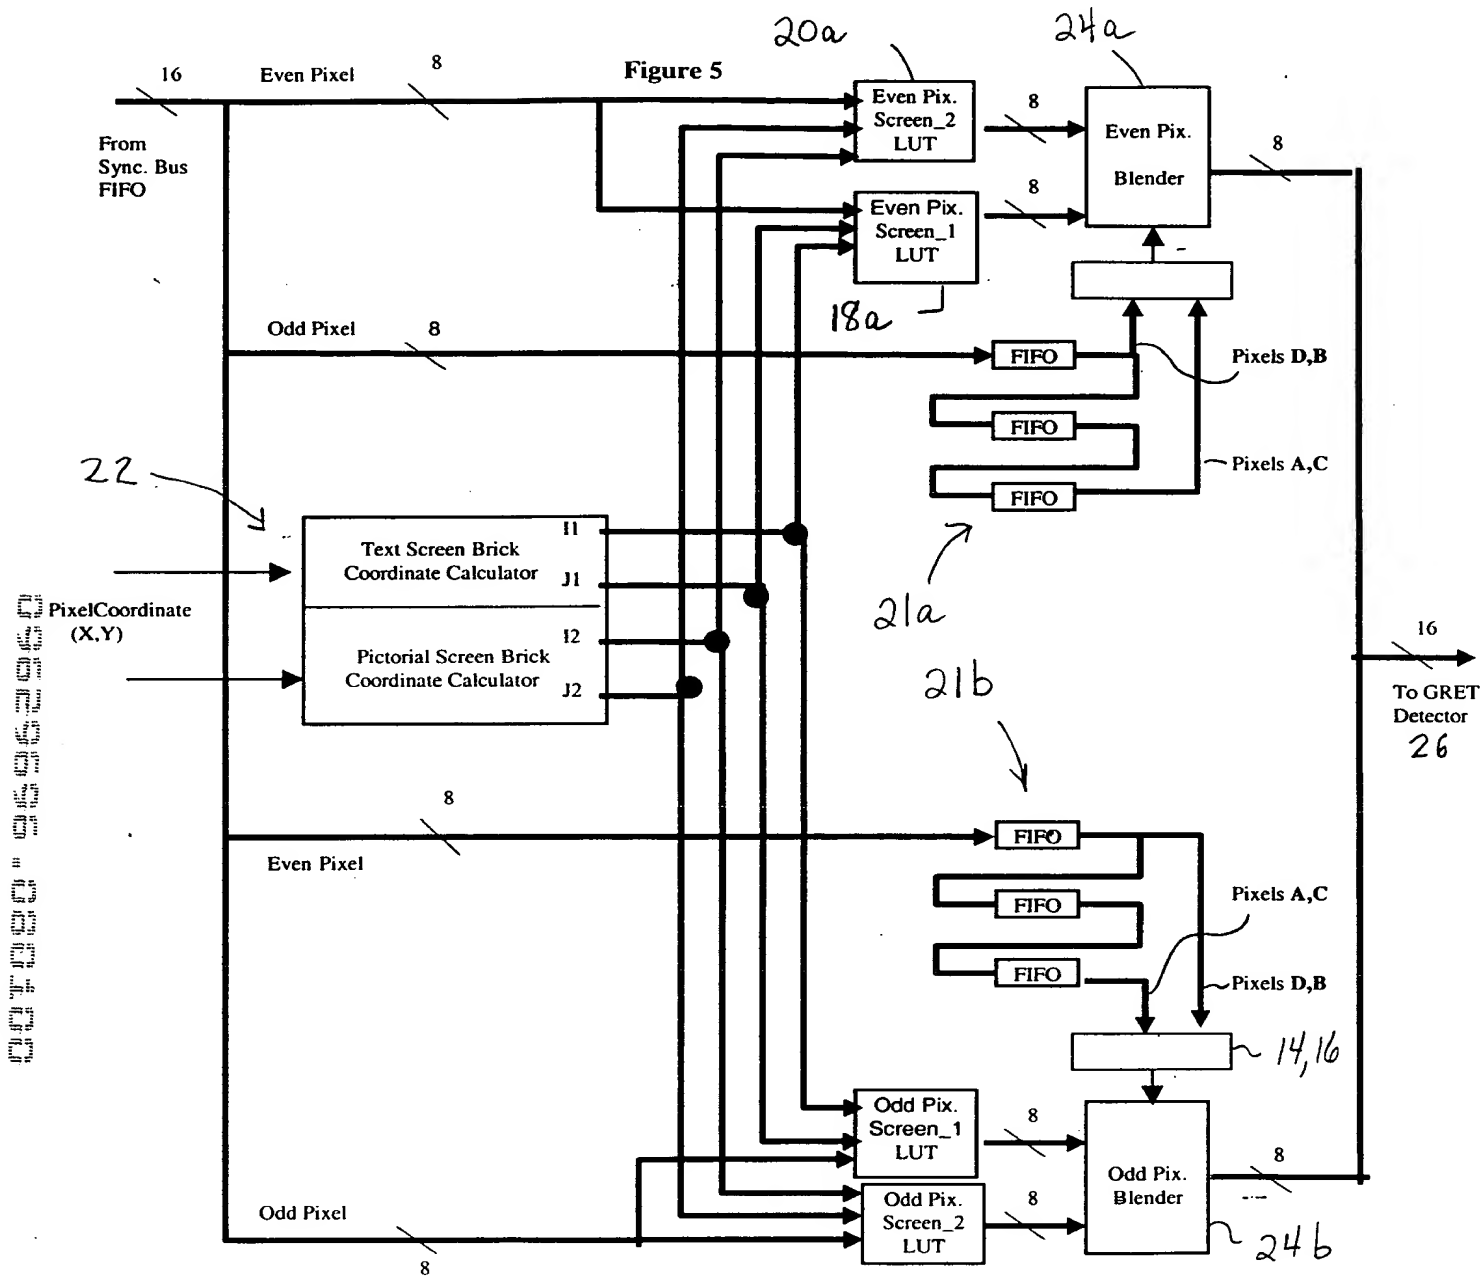 Figure 5
20a
24a
16
Even Pixel
8
From
Sync. Bus
FIFO
Even Pix.
Screen_2
LUT
8
Even Pix.
Blender
8
Even Pix.
Screen_1
LUT
8
18a
Odd Pixel
8
FIFO
FIFO
FIFO
Pixels D,B
Pixels A,C
21a
22
Text Screen Brick
Coordinate Calculator
I1
J1
Pictorial Screen Brick
Coordinate Calculator
I2
J2
PixelCoordinate
(X,Y)
16
To GRET
Detector
26
21b
8
Even Pixel
FIFO
FIFO
FIFO
Pixels A,C
Pixels D,B
14,16
Odd Pix.
Screen_1
LUT
8
Odd Pix.
Blender
8
Odd Pix.
Screen_2
LUT
8
24b
Odd Pixel
8